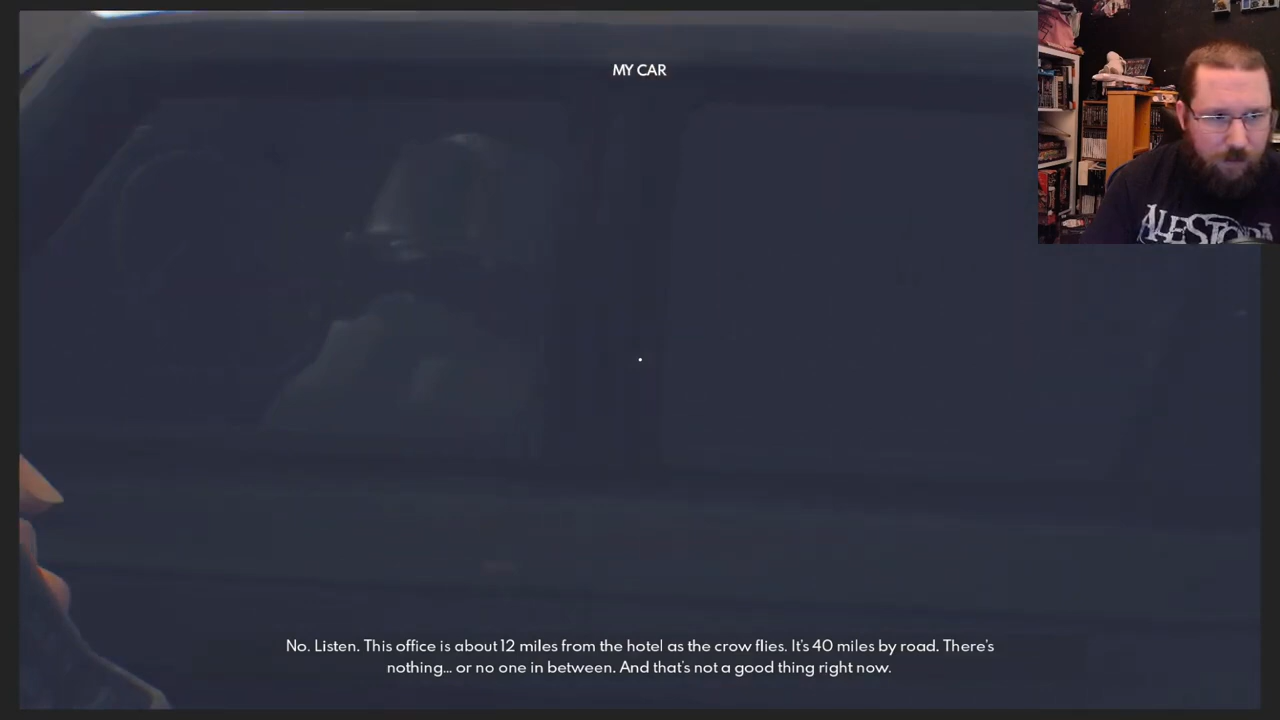 MY CAR
ALESTORM
No. Listen. This office is about 12 miles from the hotel as the crow flies. It's 40 miles by road. There's
nothing... or no one in between. And that's not a good thing right now.